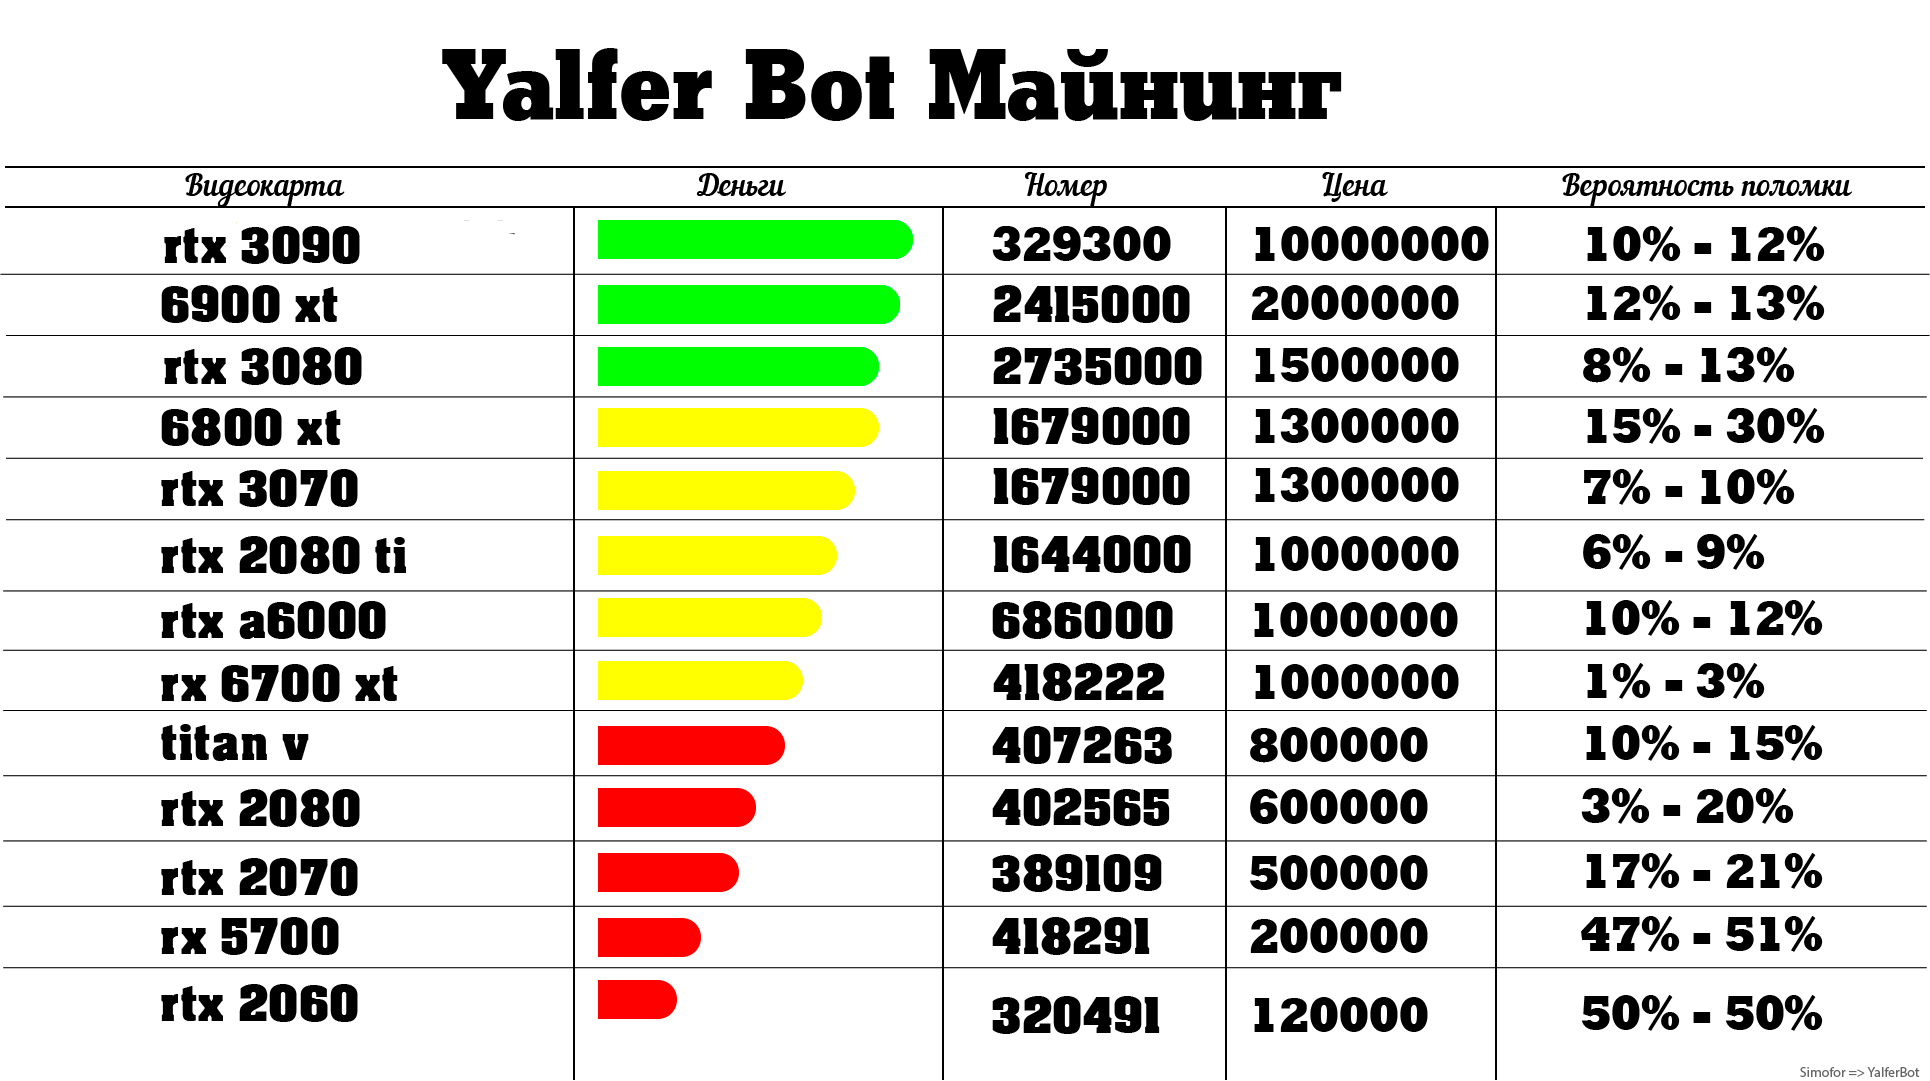 Yalfer Bot Майнинг
Видеокарта Деньги Номер Цена Вероятность поломки
rtx 3090 329300 10000000 10% - 12%
6900 xt 2415000 2000000 12% - 13%
rtx 3080 2735000 1500000 8% - 13%
6800 xt 1679000 1300000 15% - 30%
rtx 3070 1679000 1300000 7% - 10%
rtx 2080 ti 1644000 1000000 6% - 9%
rtx a6000 686000 1000000 10% - 12%
rx 6700 xt 418222 1000000 1% - 3%
titan v 407263 800000 10% - 15%
rtx 2080 402565 600000 3% - 20%
rtx 2070 389109 500000 17% - 21%
rx 5700 418291 200000 47% - 51%
rtx 2060 320491 120000 50% - 50%
Simofor => YalferBot